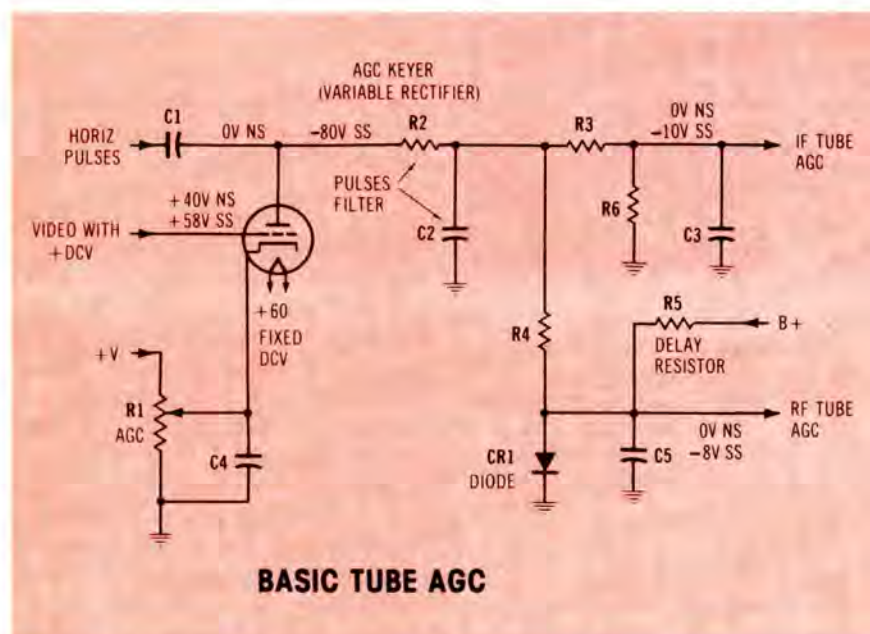 AGC KEYER
(VARIABLE RECTIFIER)
C1
HORIZ
PULSES
0V NS
-80V SS
R2
R3
0V NS
-10V SS
IF TUBE
AGC
PULSES
FILTER
+40V NS
+58V SS
VIDEO WITH
+DCV
C2
R6
C3
+60
FIXED
DCV
R4
R5
B+
DELAY
RESISTOR
+V
R1
AGC
C4
CR1
DIODE
C5
0V NS
-8V SS
RF TUBE
AGC
BASIC TUBE AGC